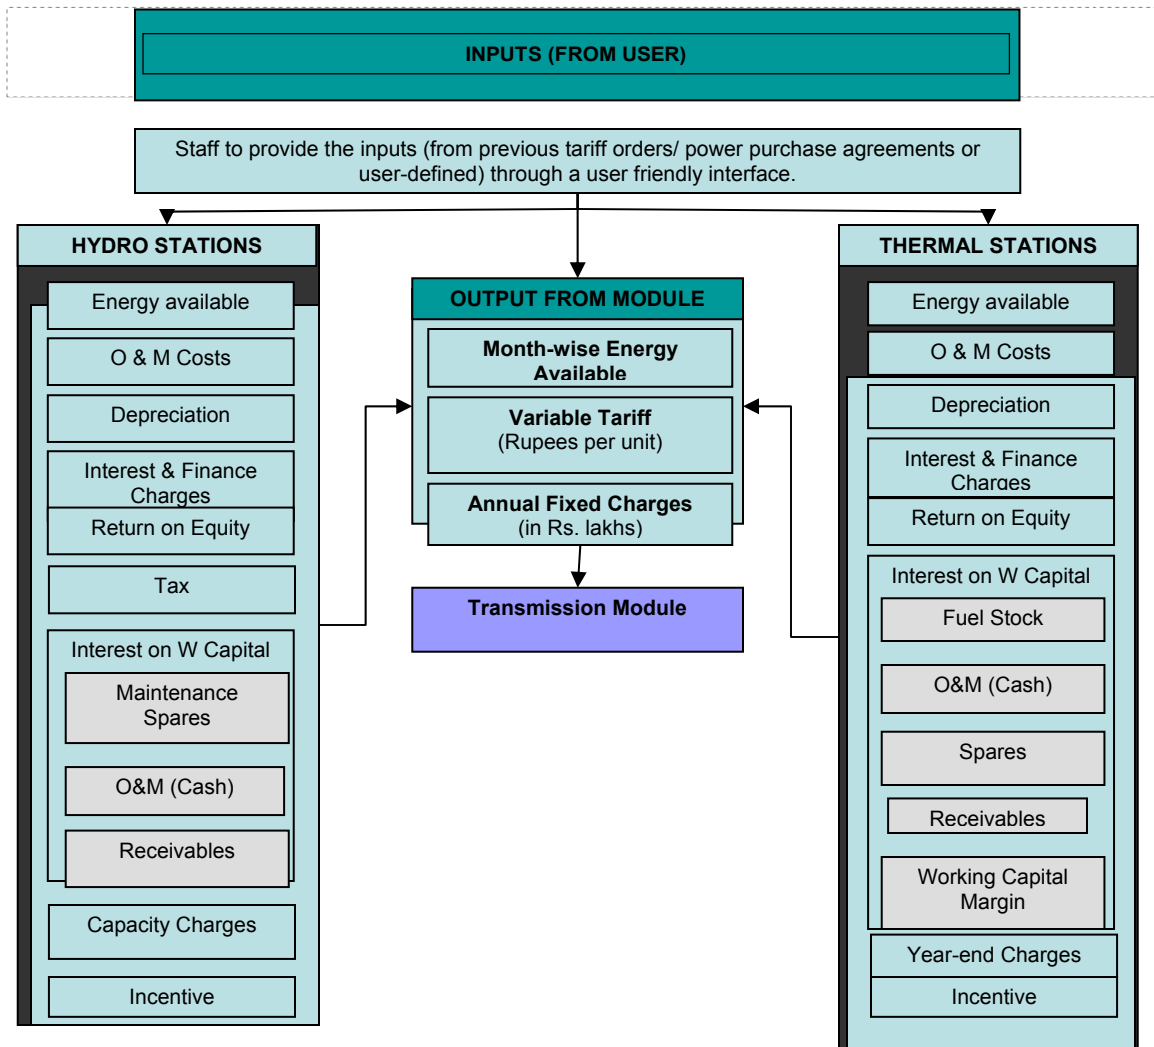 INPUTS (FROM USER)
Staff to provide the inputs (from previous tariff orders/ power purchase agreements or
user-defined) through a user friendly interface.
HYDRO STATIONS
Energy available
O & M Costs
Depreciation
Interest & Finance
Charges
Return on Equity
Tax
Interest on W Capital
Maintenance
Spares
O&M (Cash)
Receivables
Capacity Charges
Incentive
OUTPUT FROM MODULE
Month-wise Energy
Available
Variable Tariff
(Rupees per unit)
Annual Fixed Charges
(in Rs. lakhs)
Transmission Module
THERMAL STATIONS
Energy available
O & M Costs
Depreciation
Interest & Finance
Charges
Return on Equity
Interest on W Capital
Fuel Stock
O&M (Cash)
Spares
Receivables
Working Capital
Margin
Year-end Charges
Incentive